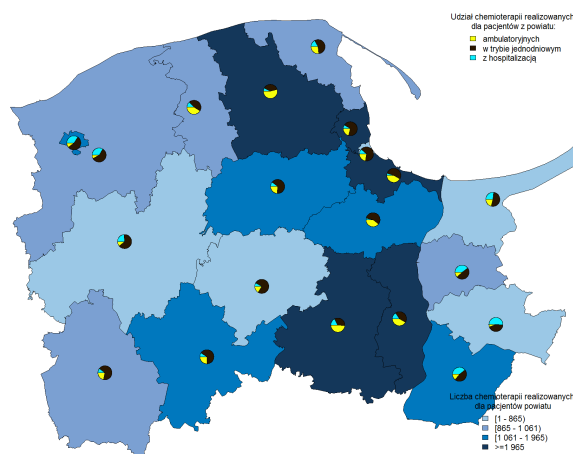 Udział chemioterapii realizowanych
dla pacjentów z powiatu:
ambulatoryjnych
w trybie jednodniowym
z hospitalizacją
Liczba chemioterapii realizowanych
dla pacjentów powiatu
[1 - 865)
[865 - 1 061)
[1 061 - 1 965)
>=1 965